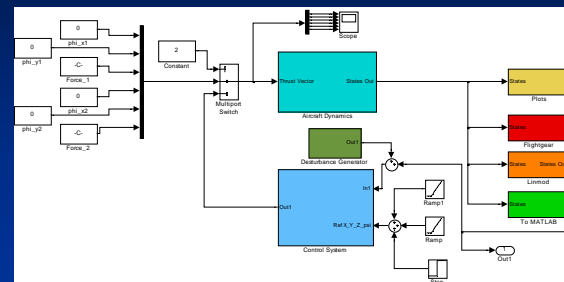 0
phi_x1
0
phi_y1
-C-
Force_1
0
phi_x2
0
phi_y2
-C-
Force_2
2
Constant
Multiport
Switch
Scope
Thrust Vector
States Out
Aircraft Dynamics
Out1
Desturbance Generator
In1
Out1
Ref X_Y_Z_psi
Control System
Ramp1
Ramp
States
Plots
States
Flightgear
States
States Ou
Linmod
States
To MATLAB
1
Out1